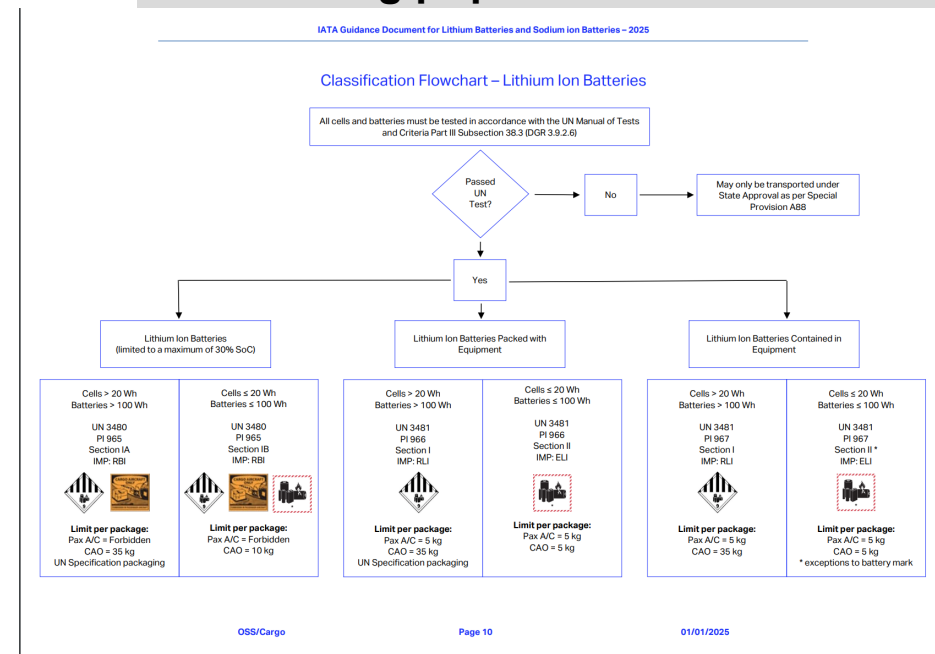 IATA Guidance Document for Lithium Batteries and Sodium ion Batteries – 2025
Classification Flowchart – Lithium Ion Batteries
All cells and batteries must be tested in accordance with the UN Manual of Tests
and Criteria Part III Subsection 38.3 (DGR 3.9.2.6)
Passed
UN
Test?
No
May only be transported under
State Approval as per Special
Provision A88
Yes
Lithium Ion Batteries
(limited to a maximum of 30% SoC)
Lithium Ion Batteries Packed with
Equipment
Lithium Ion Batteries Contained in
Equipment
Cells > 20 Wh
Batteries > 100 Wh
UN 3480
PI 965
Section IA
IMP: RBI
Limit per package:
Pax A/C = Forbidden
CAO = 35 kg
UN Specification packaging
Cells ≤ 20 Wh
Batteries ≤ 100 Wh
UN 3480
PI 965
Section IB
IMP: RBI
Limit per package:
Pax A/C = Forbidden
CAO = 10 kg
Cells > 20 Wh
Batteries > 100 Wh
UN 3481
PI 966
Section I
IMP: RLI
Limit per package:
Pax A/C = 5 kg
CAO = 35 kg
UN Specification packaging
Cells ≤ 20 Wh
Batteries ≤ 100 Wh
UN 3481
PI 966
Section II
IMP: ELI
Limit per package:
Pax A/C = 5 kg
CAO = 5 kg
Cells > 20 Wh
Batteries > 100 Wh
UN 3481
PI 967
Section I
IMP: RLI
Limit per package:
Pax A/C = 5 kg
CAO = 35 kg
Cells ≤ 20 Wh
Batteries ≤ 100 Wh
UN 3481
PI 967
Section II *
IMP: ELI
Limit per package:
Pax A/C = 5 kg
CAO = 5 kg
* exceptions to battery mark
OSS/Cargo
Page 10
01/01/2025